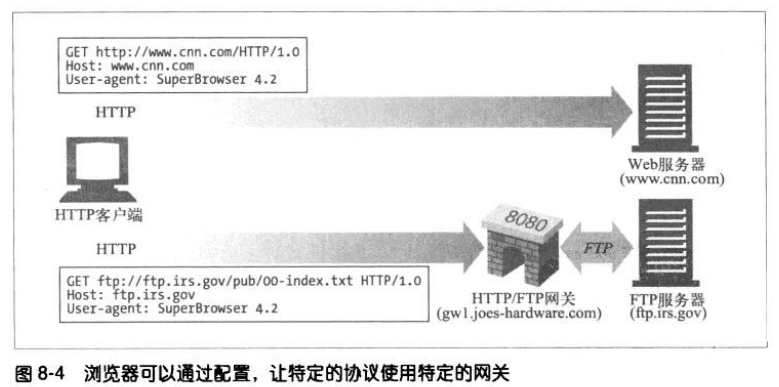 GET http://www.cnn.com/HTTP/1.0
Host: www.cnn.com
User-agent: SuperBrowser 4.2
HTTP
Web服务器
(www.cnn.com)
HTTP客户端
8080
HTTP
FTP
GET ftp://ftp.irs.gov/pub/00-index.txt HTTP/1.0
Host: ftp.irs.gov
User-agent: SuperBrowser 4.2
HTTP/FTP网关
(gw1.joes-hardware.com)
FTP服务器
(ftp.irs.gov)
图 8-4 浏览器可以通过配置，让特定的协议使用特定的网关